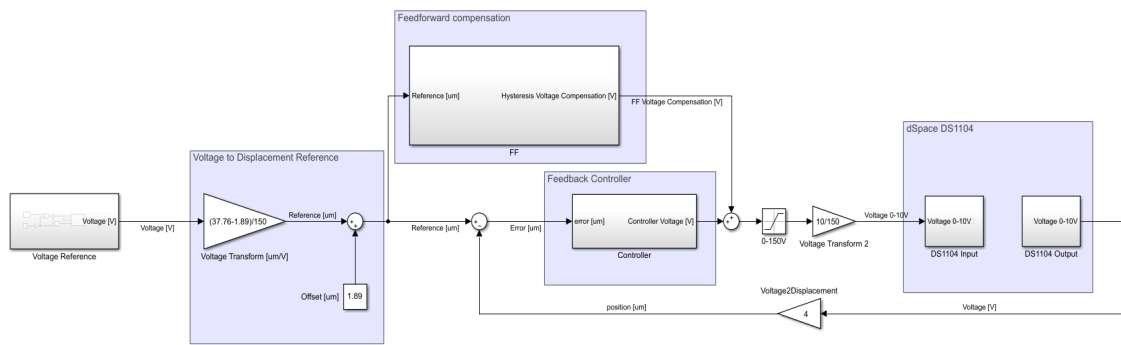 Feedforward compensation
Reference [um]
Hysteresis Voltage Compensation [V]
FF Voltage Compensation [V]
FF
dSpace DS1104
Voltage to Displacement Reference
Feedback Controller
Voltage [V]
Voltage [V]
Voltage Reference
(37.76-1.89)/150
Voltage Transform [um/V]
Reference [um]
Offset [um]
1.89
Reference [um]
Error [um]
error [um]
Controller Voltage [V]
Controller
0-150V
10/150
Voltage Transform 2
Voltage 0-10V
Voltage 0-10V
DS1104 Input
Voltage 0-10V
DS1104 Output
Voltage2Displacement
position [um]
4
Voltage [V]